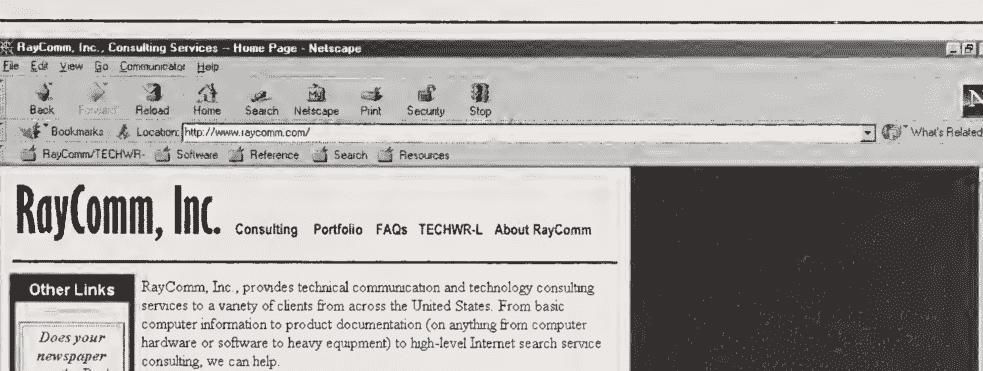 RayComm, Inc., Consulting Services -- Home Page - Netscape
File Edit View Go Communicator Help
Back Forward Reload Home Search Netscape Print Security Stop
Bookmarks Location: http://www.raycomm.com/ What's Related
RayComm/TECHWR- Software Reference Search Resources
RayComm, Inc. Consulting Portfolio FAQs TECHWR-L About RayComm
Other Links
RayComm, Inc., provides technical communication and technology consulting
services to a variety of clients from across the United States. From basic
computer information to product documentation (on anything from computer
hardware or software to heavy equipment) to high-level Internet search service
consulting, we can help.
Does your
newspaper